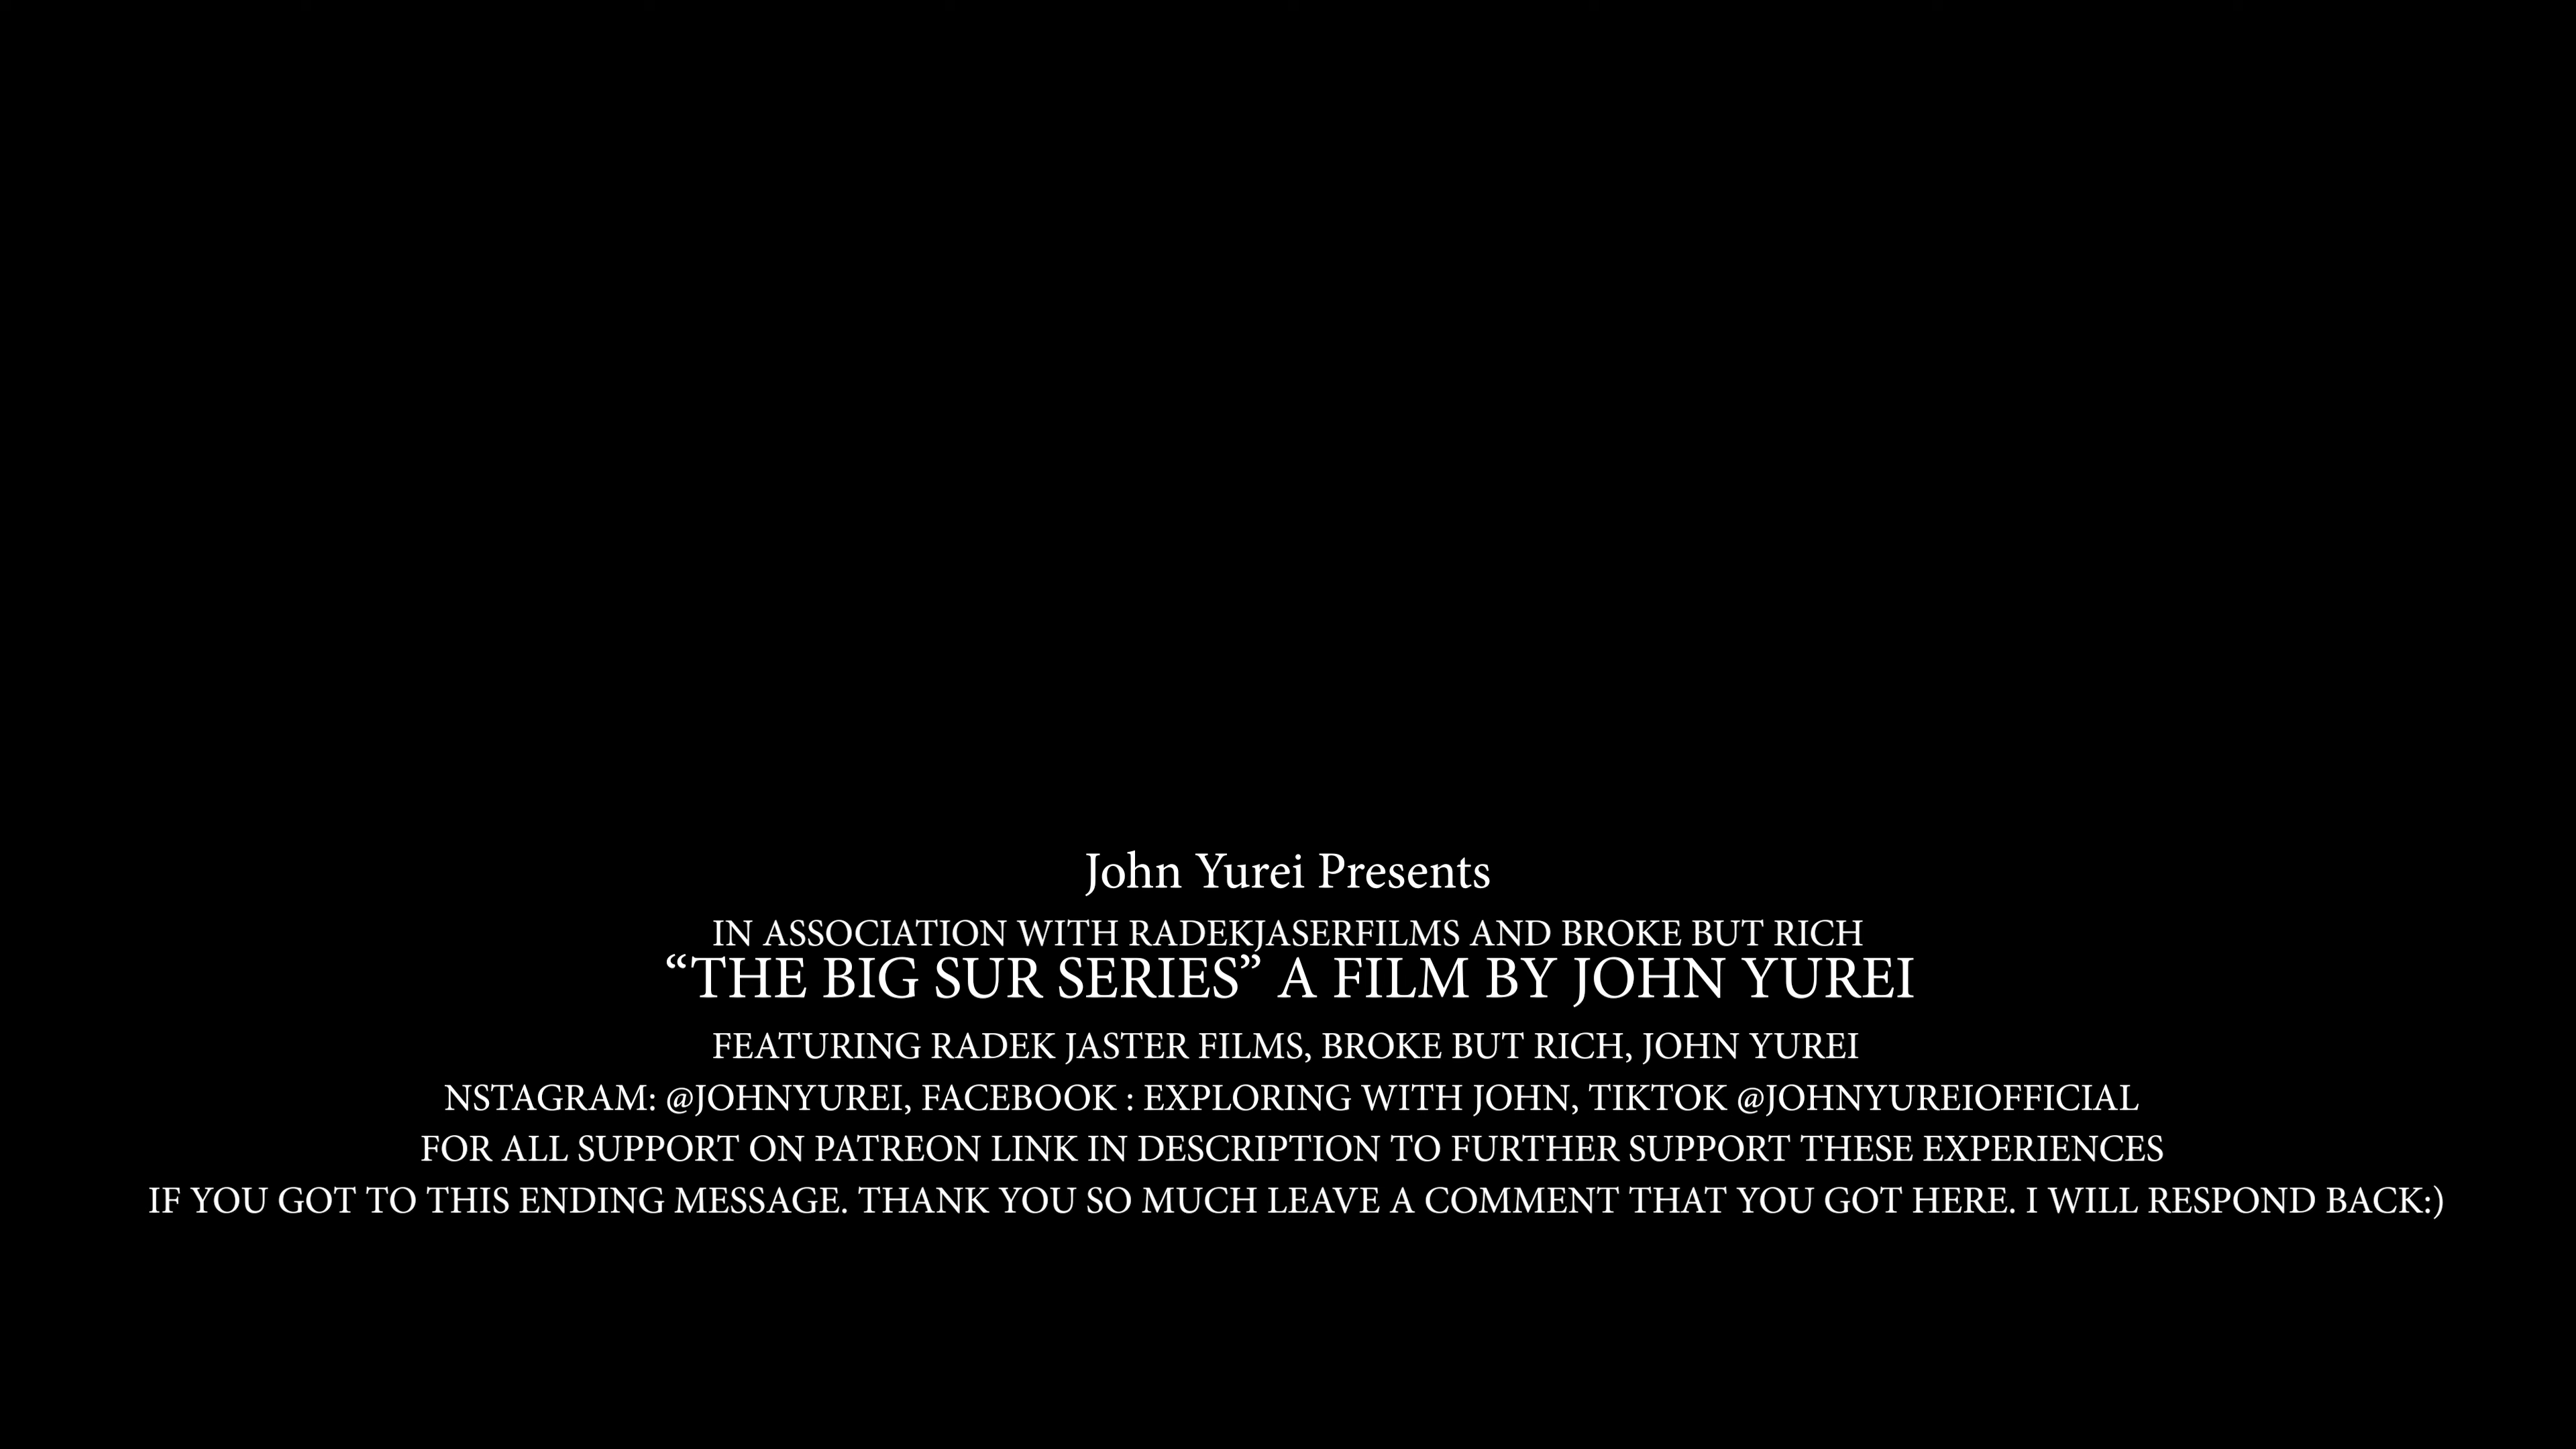 John Yurei Presents
IN ASSOCIATION WITH RADEKJASERFILMS AND BROKE BUT RICH
“THE BIG SUR SERIES” A FILM BY JOHN YUREI
FEATURING RADEK JASTER FILMS, BROKE BUT RICH, JOHN YUREI
NSTAGRAM: @JOHNYUREI, FACEBOOK : EXPLORING WITH JOHN, TIKTOK @JOHNYUREIOFFICIAL
FOR ALL SUPPORT ON PATREON LINK IN DESCRIPTION TO FURTHER SUPPORT THESE EXPERIENCES
IF YOU GOT TO THIS ENDING MESSAGE. THANK YOU SO MUCH LEAVE A COMMENT THAT YOU GOT HERE. I WILL RESPOND BACK:)